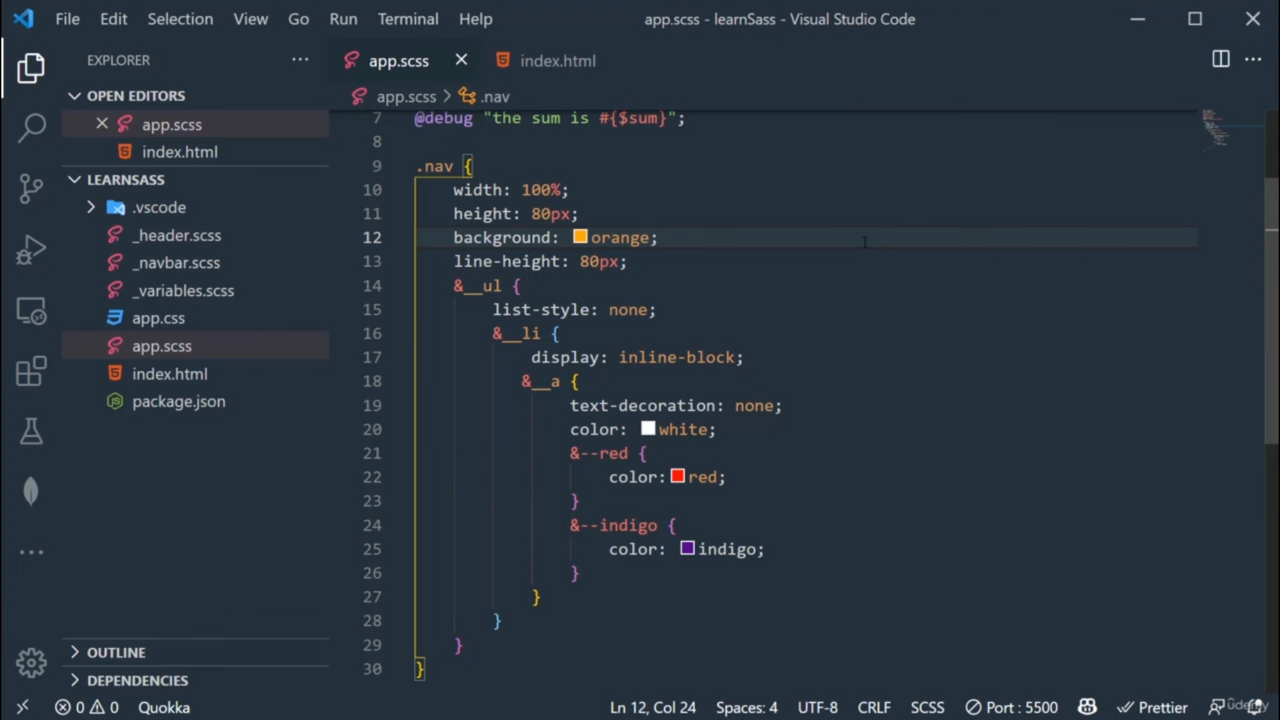 File Edit Selection View Go Run Terminal Help app.scss - learnSass - Visual Studio Code
EXPLORER
OPEN EDITORS
app.scss
index.html
LEARNSASS
.vscode
_header.scss
_navbar.scss
_variables.scss
app.css
app.scss
index.html
package.json
OUTLINE
DEPENDENCIES
app.scss index.html
app.scss > .nav
7 @debug "the sum is #{$sum}";
8
9 .nav {
10 width: 100%;
11 height: 80px;
12 background: orange;
13 line-height: 80px;
14 &__ul {
15 list-style: none;
16 &__li {
17 display: inline-block;
18 &__a {
19 text-decoration: none;
20 color: white;
21 &--red {
22 color: red;
23 }
24 &--indigo {
25 color: indigo;
26 }
27 }
28 }
29 }
30 }
0 0 Quokka Ln 12, Col 24 Spaces: 4 UTF-8 CRLF SCSS Port : 5500 Prettier
udemy